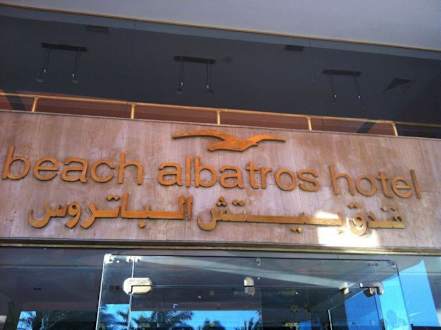 beach albatros hotel
فندق بيتش الباتروس